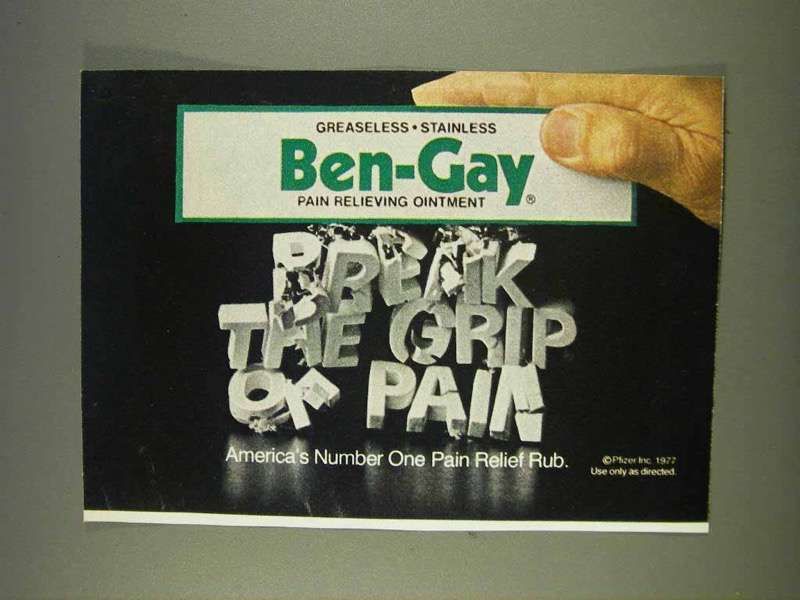 GREASELESS • STAINLESS
Ben-Gay®
PAIN RELIEVING OINTMENT
BREAK
THE GRIP
OF PAIN
America's Number One Pain Relief Rub.
©Pfizer Inc. 1977
Use only as directed.